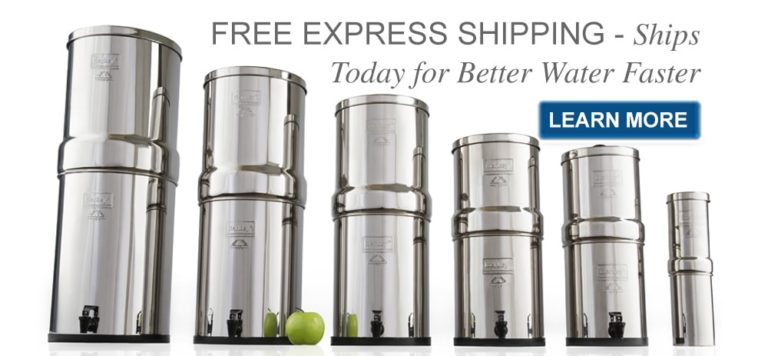 FREE EXPRESS SHIPPING - Ships
Today for Better Water Faster
LEARN MORE